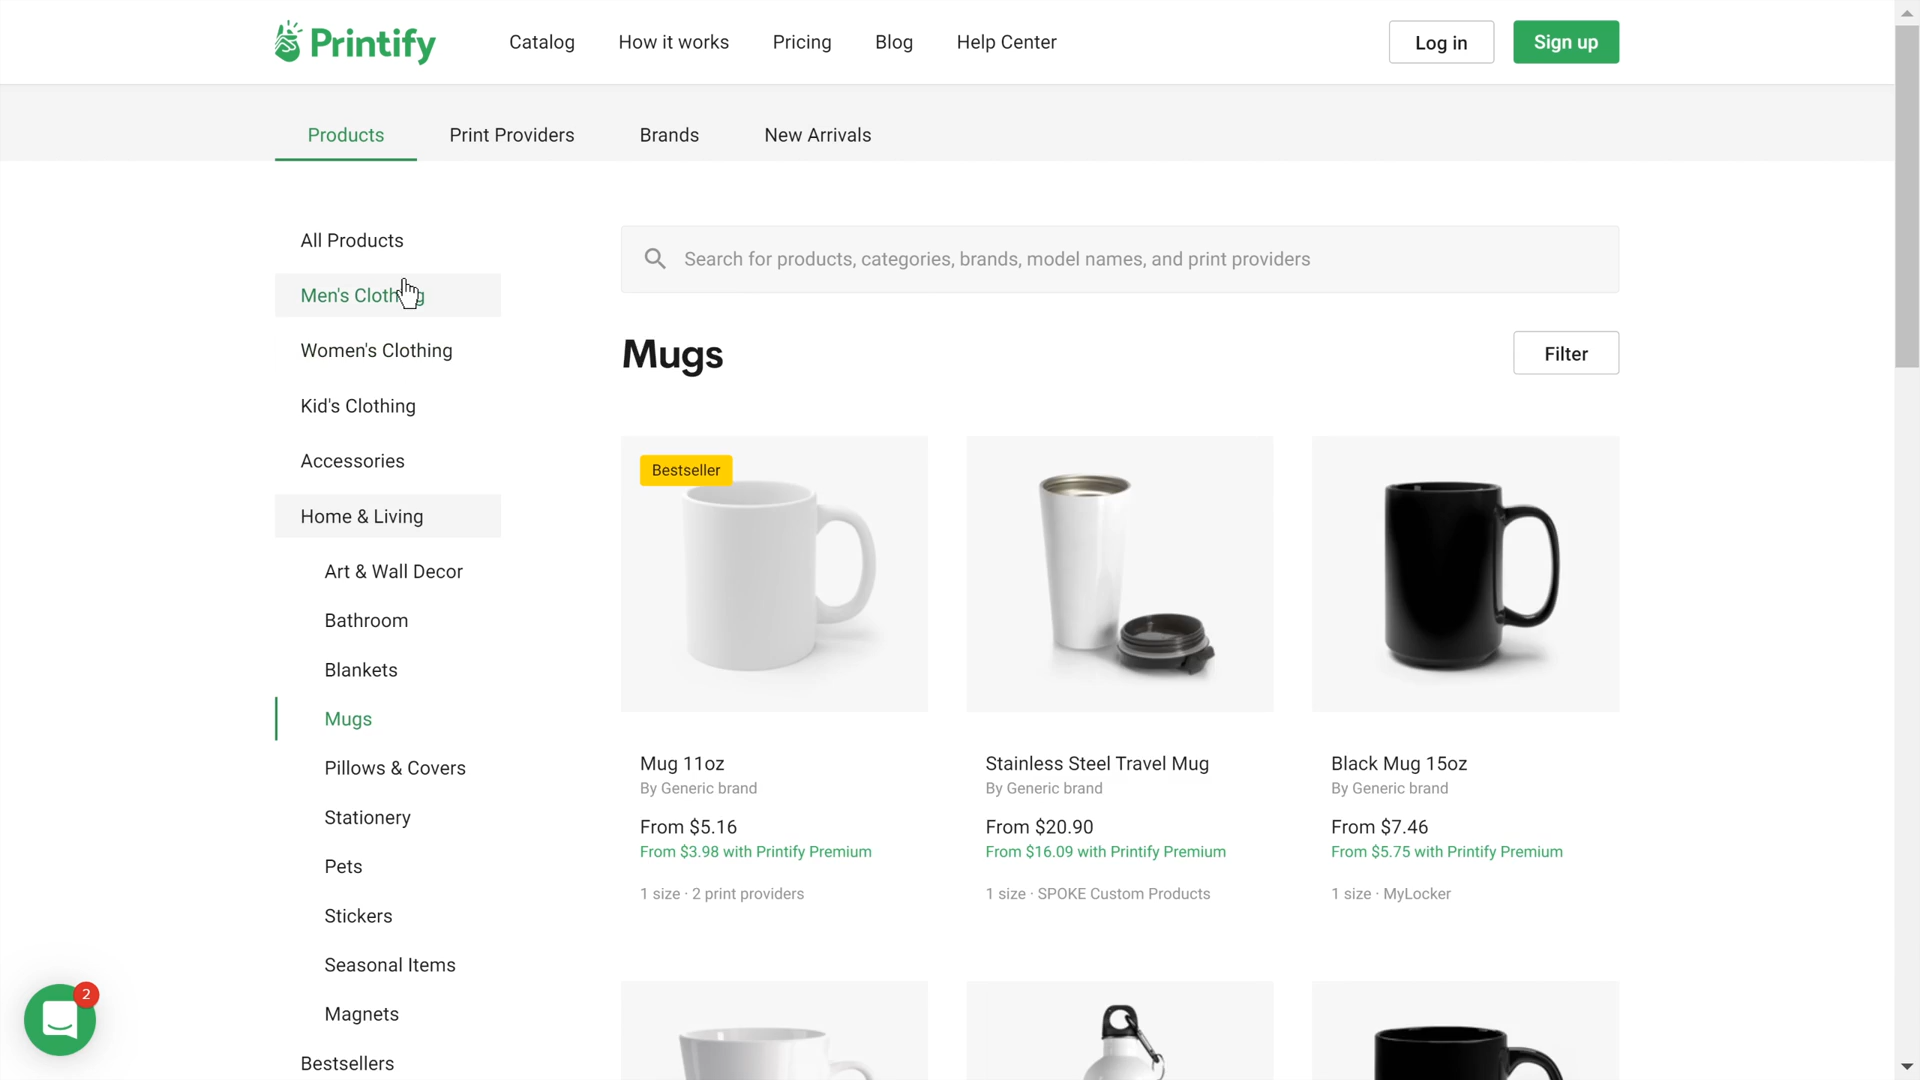 Printify
Catalog
How it works
Pricing
Blog
Help Center
Log in
Sign up
Products
Print Providers
Brands
New Arrivals
All Products
Men's Clothing
Women's Clothing
Kid's Clothing
Accessories
Home & Living
Art & Wall Decor
Bathroom
Blankets
Mugs
Pillows & Covers
Stationery
Pets
Stickers
Seasonal Items
Magnets
Bestsellers
Search for products, categories, brands, model names, and print providers
Mugs
Filter
Bestseller
Mug 11oz
By Generic brand
From $5.16
From $3.98 with Printify Premium
1 size · 2 print providers
Stainless Steel Travel Mug
By Generic brand
From $20.90
From $16.09 with Printify Premium
1 size · SPOKE Custom Products
Black Mug 15oz
By Generic brand
From $7.46
From $5.75 with Printify Premium
1 size · MyLocker
2